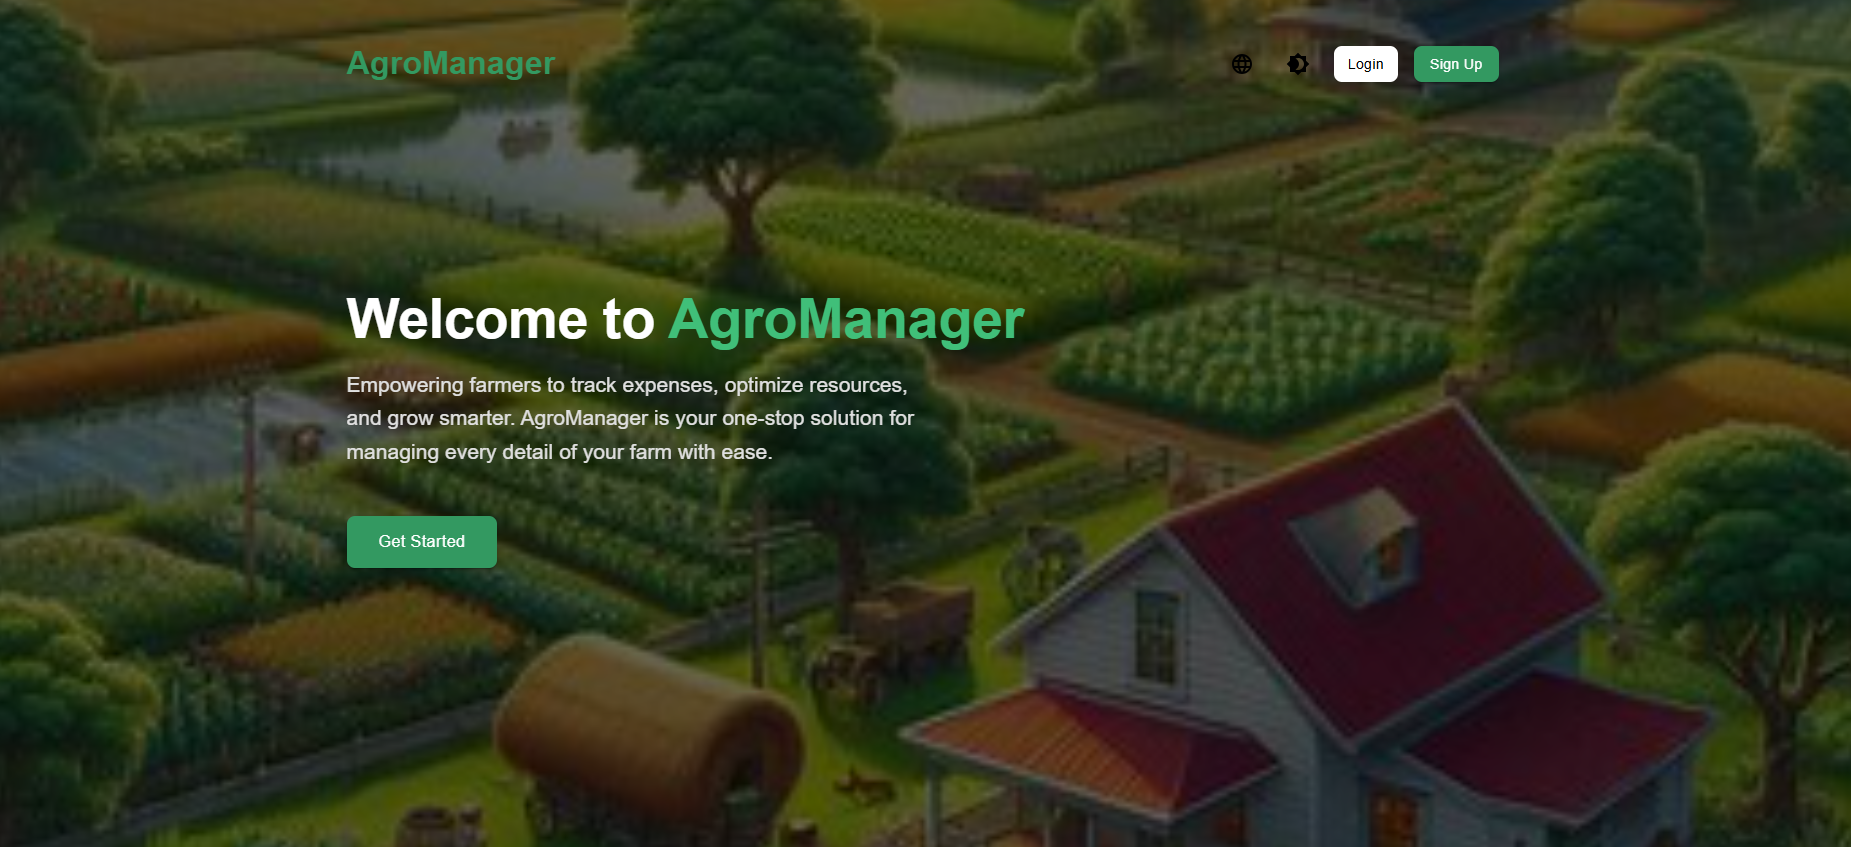 AgroManager
Login
Sign Up
Welcome to AgroManager
Empowering farmers to track expenses, optimize resources,
and grow smarter. AgroManager is your one-stop solution for
managing every detail of your farm with ease.
Get Started